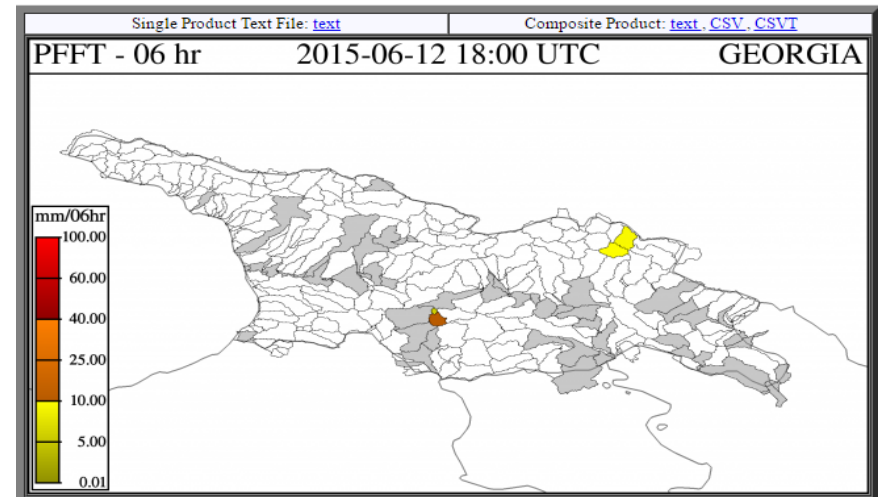 Single Product Text File: text
Composite Product: text , CSV , CSVT
PFFT - 06 hr 2015-06-12 18:00 UTC GEORGIA
mm/06hr
100.00
60.00
40.00
25.00
10.00
5.00
0.01